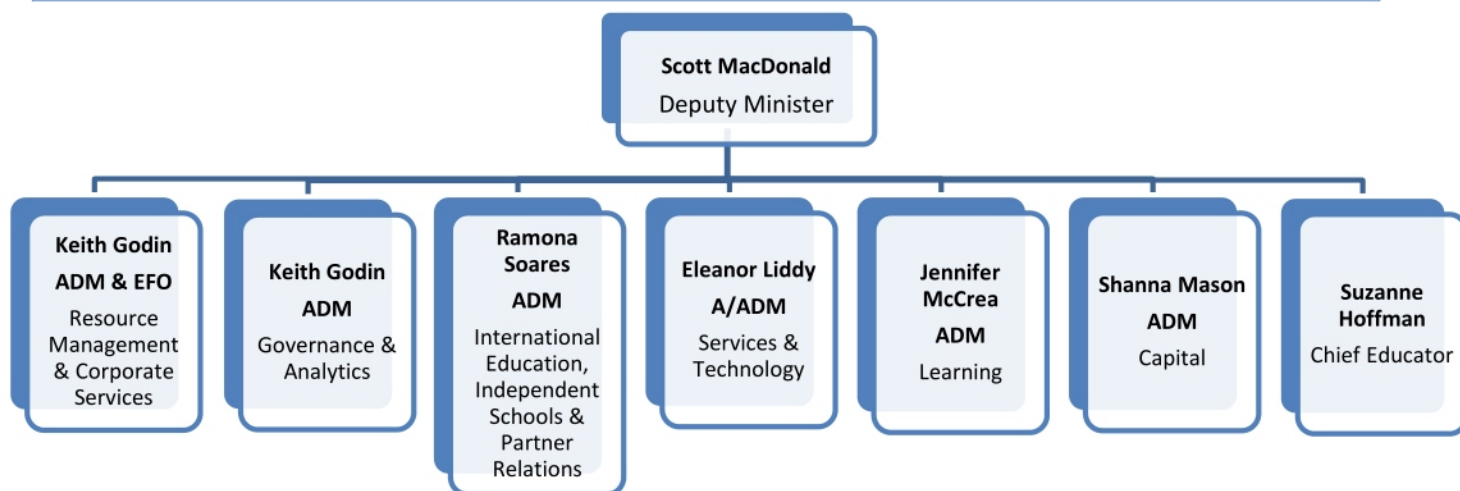 Scott MacDonald
Deputy Minister
Keith Godin
ADM & EFO
Resource
Management
& Corporate
Services
Keith Godin
ADM
Governance &
Analytics
Ramona
Soares
ADM
International
Education,
Independent
Schools &
Partner
Relations
Eleanor Liddy
A/ADM
Services &
Technology
Jennifer
McCrea
ADM
Learning
Shanna Mason
ADM
Capital
Suzanne
Hoffman
Chief Educator